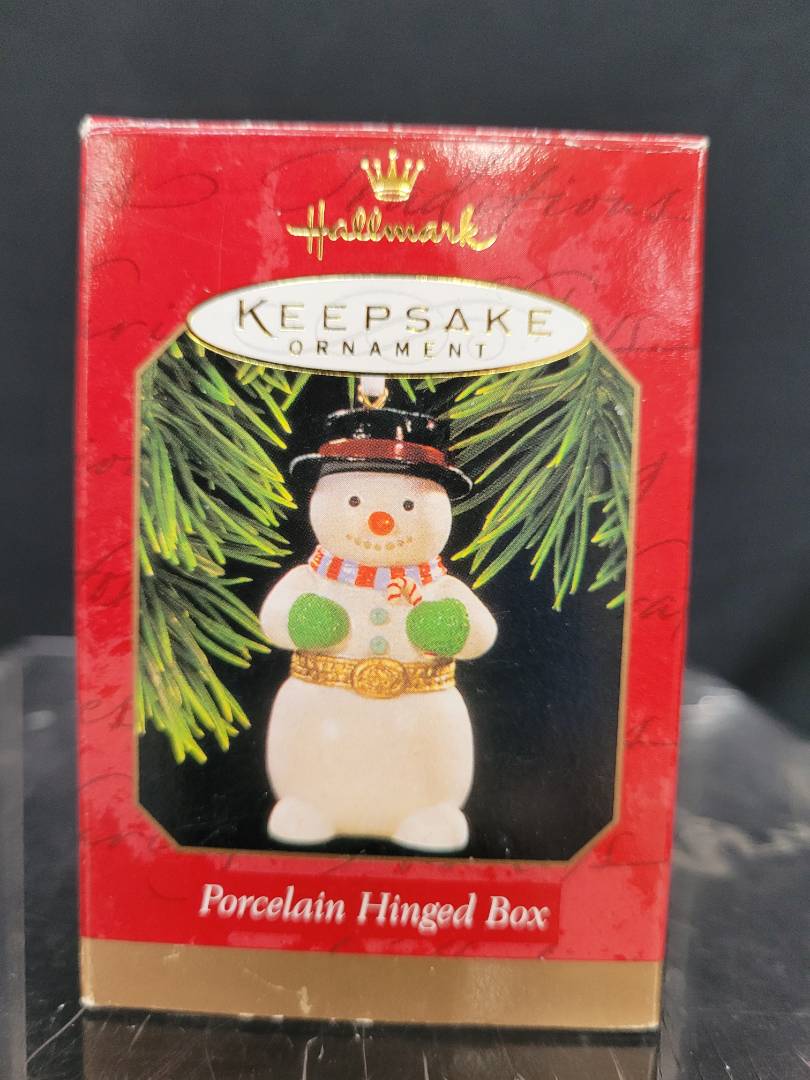 Hallmark
KEEPSAKE
ORNAMENT
Porcelain Hinged Box